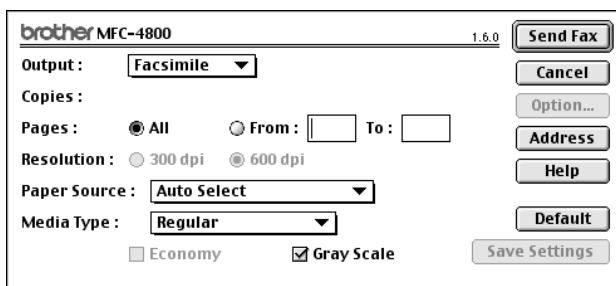 brother MFC-4800 1.6.0 Send Fax
Output : Facsimile Cancel
Copies : Option...
Pages : All From : To : Address
Resolution : 300 dpi 600 dpi Help
Paper Source : Auto Select
Media Type : Regular Default
Economy Gray Scale Save Settings